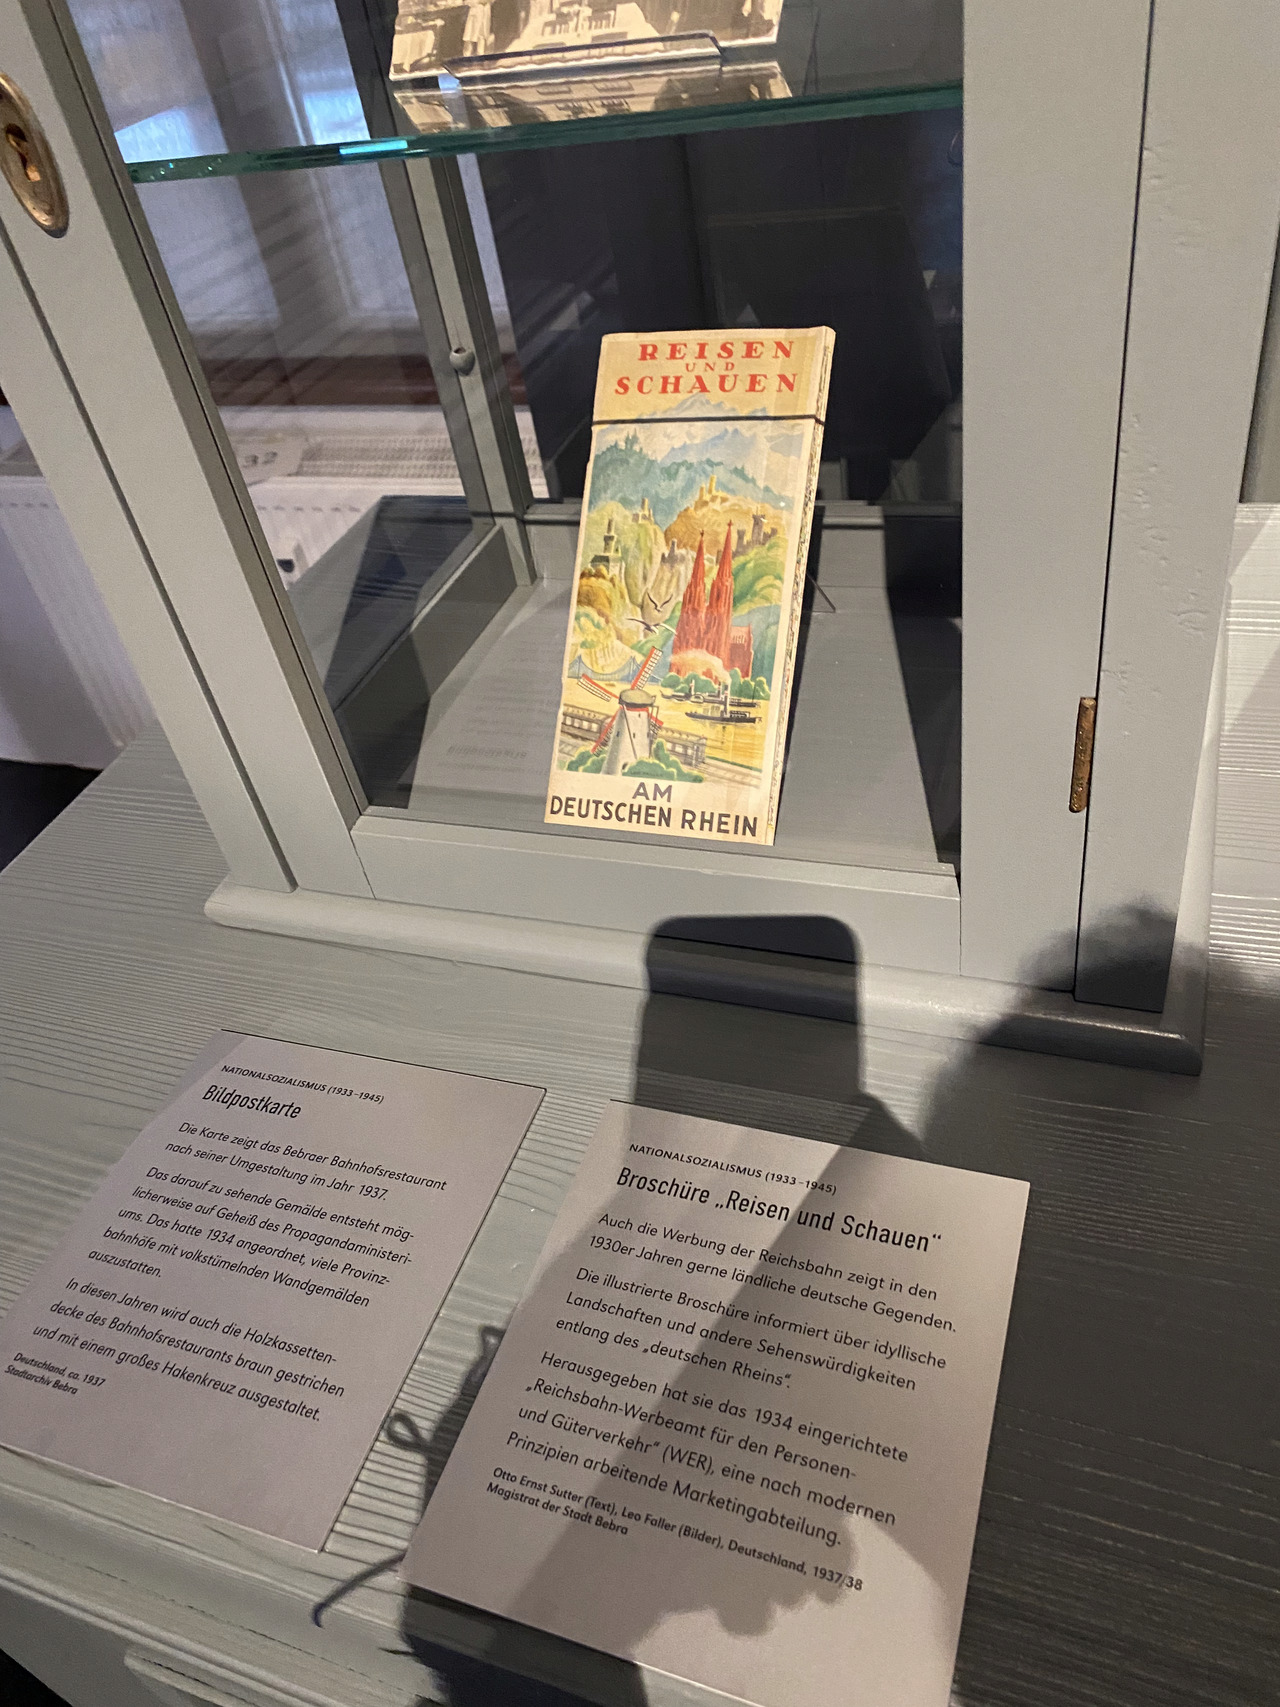 REISEN
UND
SCHAUEN
AM
DEUTSCHEN RHEIN
32
NATIONALSOZIALISMUS (1933–1945)
Bildpostkarte
Die Karte zeigt das Bebraer Bahnhofsrestaurant
nach seiner Umgestaltung im Jahr 1937.
Das darauf zu sehende Gemälde entsteht mög-
licherweise auf Geheiß des Propagandaministeri-
ums. Das hatte 1934 angeordnet, viele Provinz-
bahnhöfe mit volkstümelnden Wandgemälden
auszustatten.
In diesen Jahren wird auch die Holzkassetten-
decke des Bahnhofsrestaurants braun gestrichen
und mit einem großes Hakenkreuz ausgestaltet.
Deutschland, ca. 1937
Stadtarchiv Bebra
NATIONALSOZIALISMUS (1933–1945)
Broschüre „Reisen und Schauen“
Auch die Werbung der Reichsbahn zeigt in den
1930er Jahren gerne ländliche deutsche Gegenden.
Die illustrierte Broschüre informiert über idyllische
Landschaften und andere Sehenswürdigkeiten
entlang des „deutschen Rheins“.
Herausgegeben hat sie das 1934 eingerichtete
„Reichsbahn-Werbeamt für den Personen-
und Güterverkehr“ (WER), eine nach modernen
Prinzipien arbeitende Marketingabteilung.
Otto Ernst Sutter (Text), Leo Faller (Bilder), Deutschland, 1937/38
Magistrat der Stadt Bebra